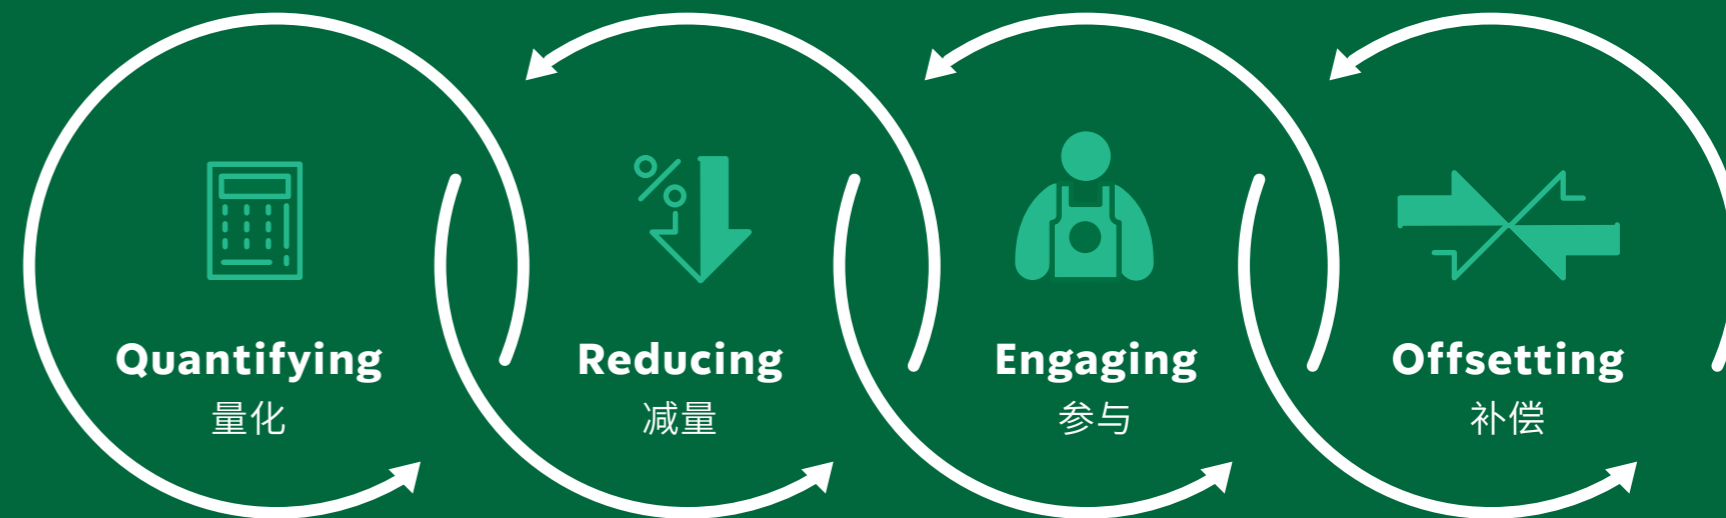 Quantifying
量化
Reducing
减量
Engaging
参与
Offsetting
补偿